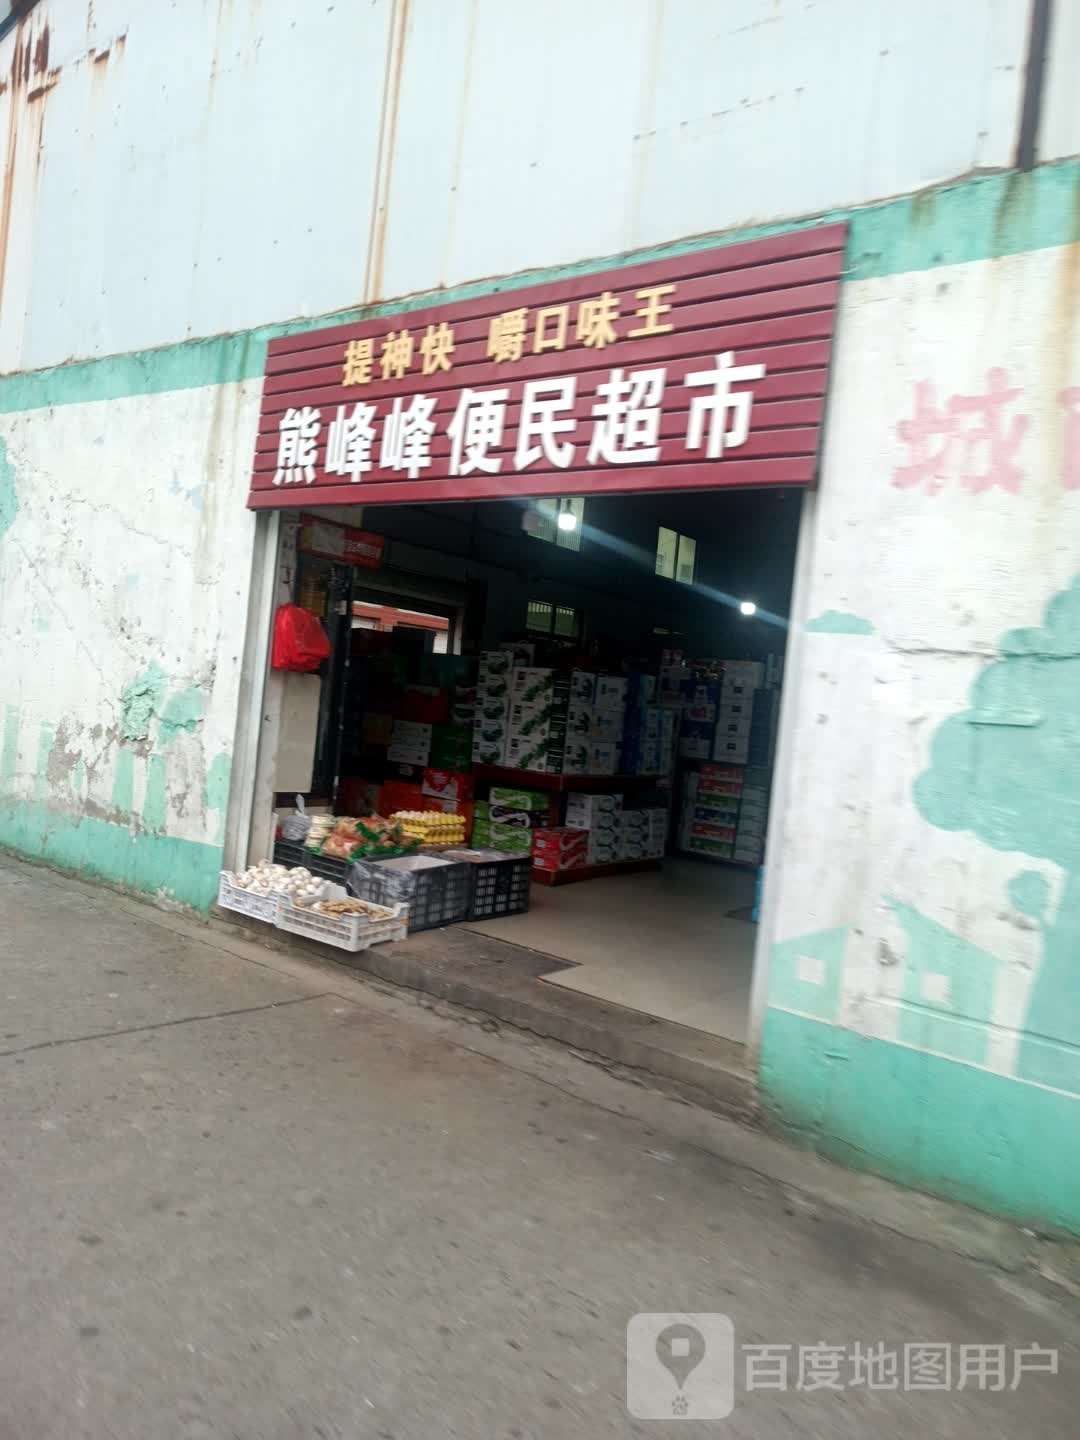 提神快 嚼口味王
熊峰峰便民超市
城
百度地图用户